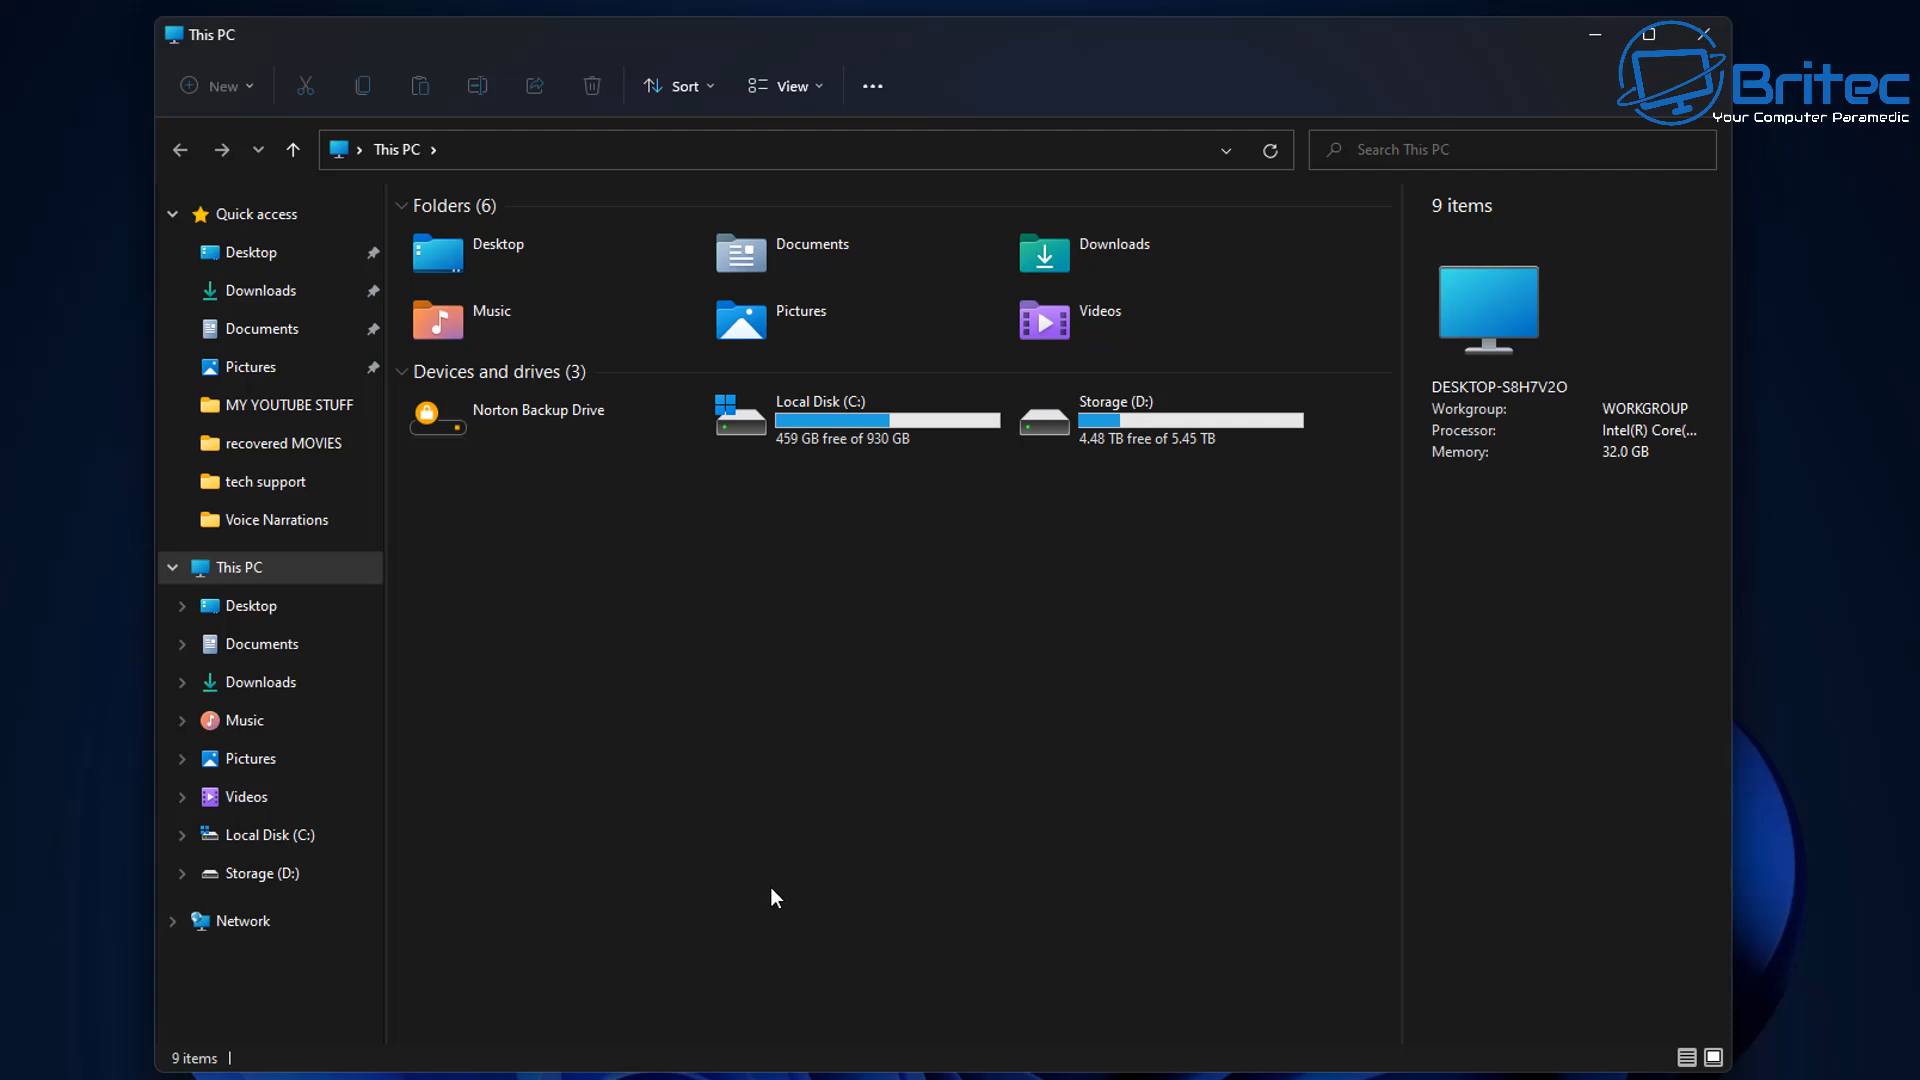 This PC
New
Sort
View
Britec
Your Computer Paramedic
This PC
Search This PC
Quick access
Desktop
Downloads
Documents
Pictures
MY YOUTUBE STUFF
recovered MOVIES
tech support
Voice Narrations
This PC
Desktop
Documents
Downloads
Music
Pictures
Videos
Local Disk (C:)
Storage (D:)
Network
Folders (6)
Desktop
Documents
Downloads
Music
Pictures
Videos
Devices and drives (3)
Norton Backup Drive
Local Disk (C:)
459 GB free of 930 GB
Storage (D:)
4.48 TB free of 5.45 TB
9 items
DESKTOP-S8H7V2O
Workgroup: WORKGROUP
Processor: Intel(R) Core(...
Memory: 32.0 GB
9 items